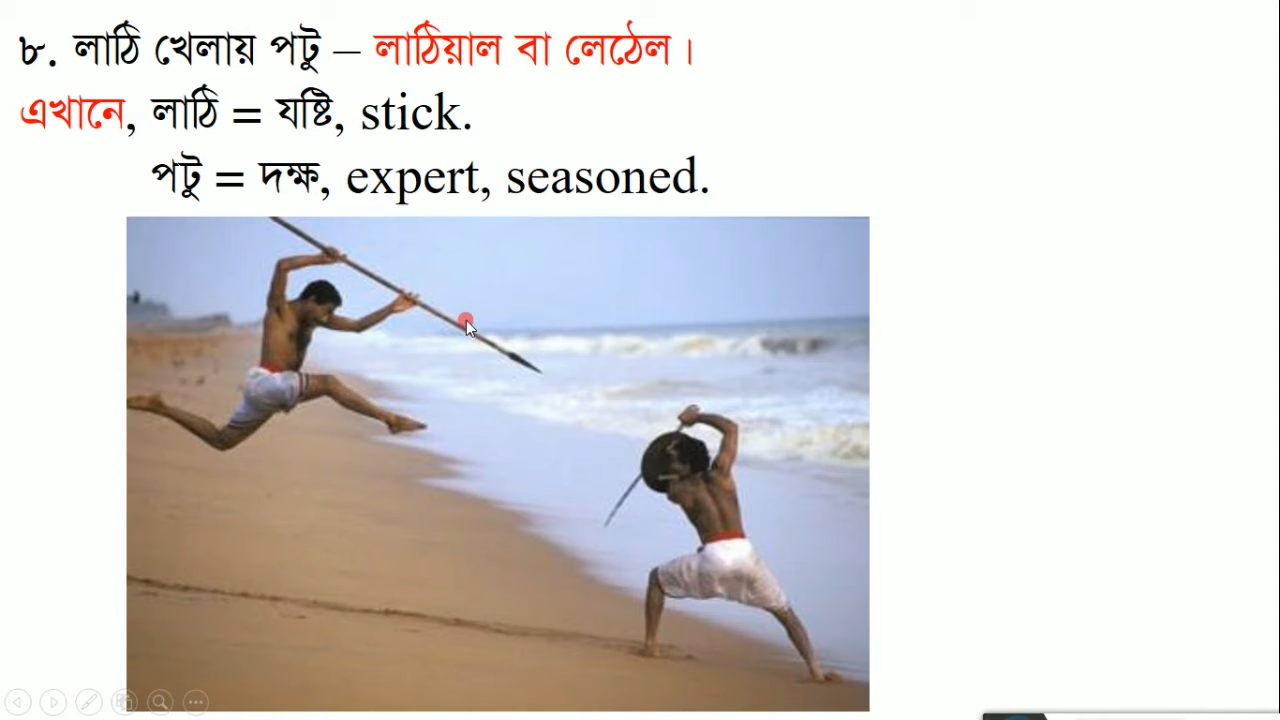 ৮. লাঠি খেলায় পটু – লাঠিয়াল বা লেঠেল।
এখানে, লাঠি = যষ্টি, stick.
পটু = দক্ষ, expert, seasoned.